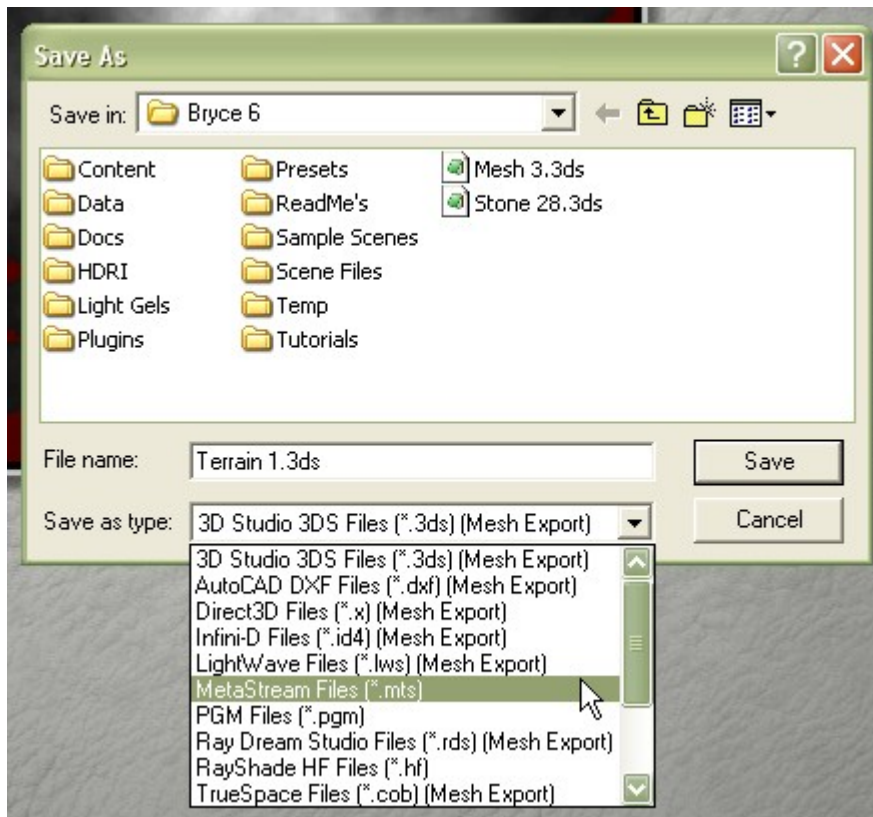 Save As
Save in: Bryce 6
Content
Data
Docs
HDRI
Light Gels
Plugins
Presets
ReadMe's
Sample Scenes
Scene Files
Temp
Tutorials
Mesh 3.3ds
Stone 28.3ds
File name: Terrain 1.3ds Save
Save as type: 3D Studio 3DS Files (*.3ds) (Mesh Export) Cancel
3D Studio 3DS Files (*.3ds) (Mesh Export)
AutoCAD DXF Files (*.dxf) (Mesh Export)
Direct3D Files (*.x) (Mesh Export)
Infini-D Files (*.id4) (Mesh Export)
LightWave Files (*.lws) (Mesh Export)
MetaStream Files (*.mts)
PGM Files (*.pgm)
Ray Dream Studio Files (*.rds) (Mesh Export)
RayShade HF Files (*.hf)
TrueSpace Files (*.cob) (Mesh Export)